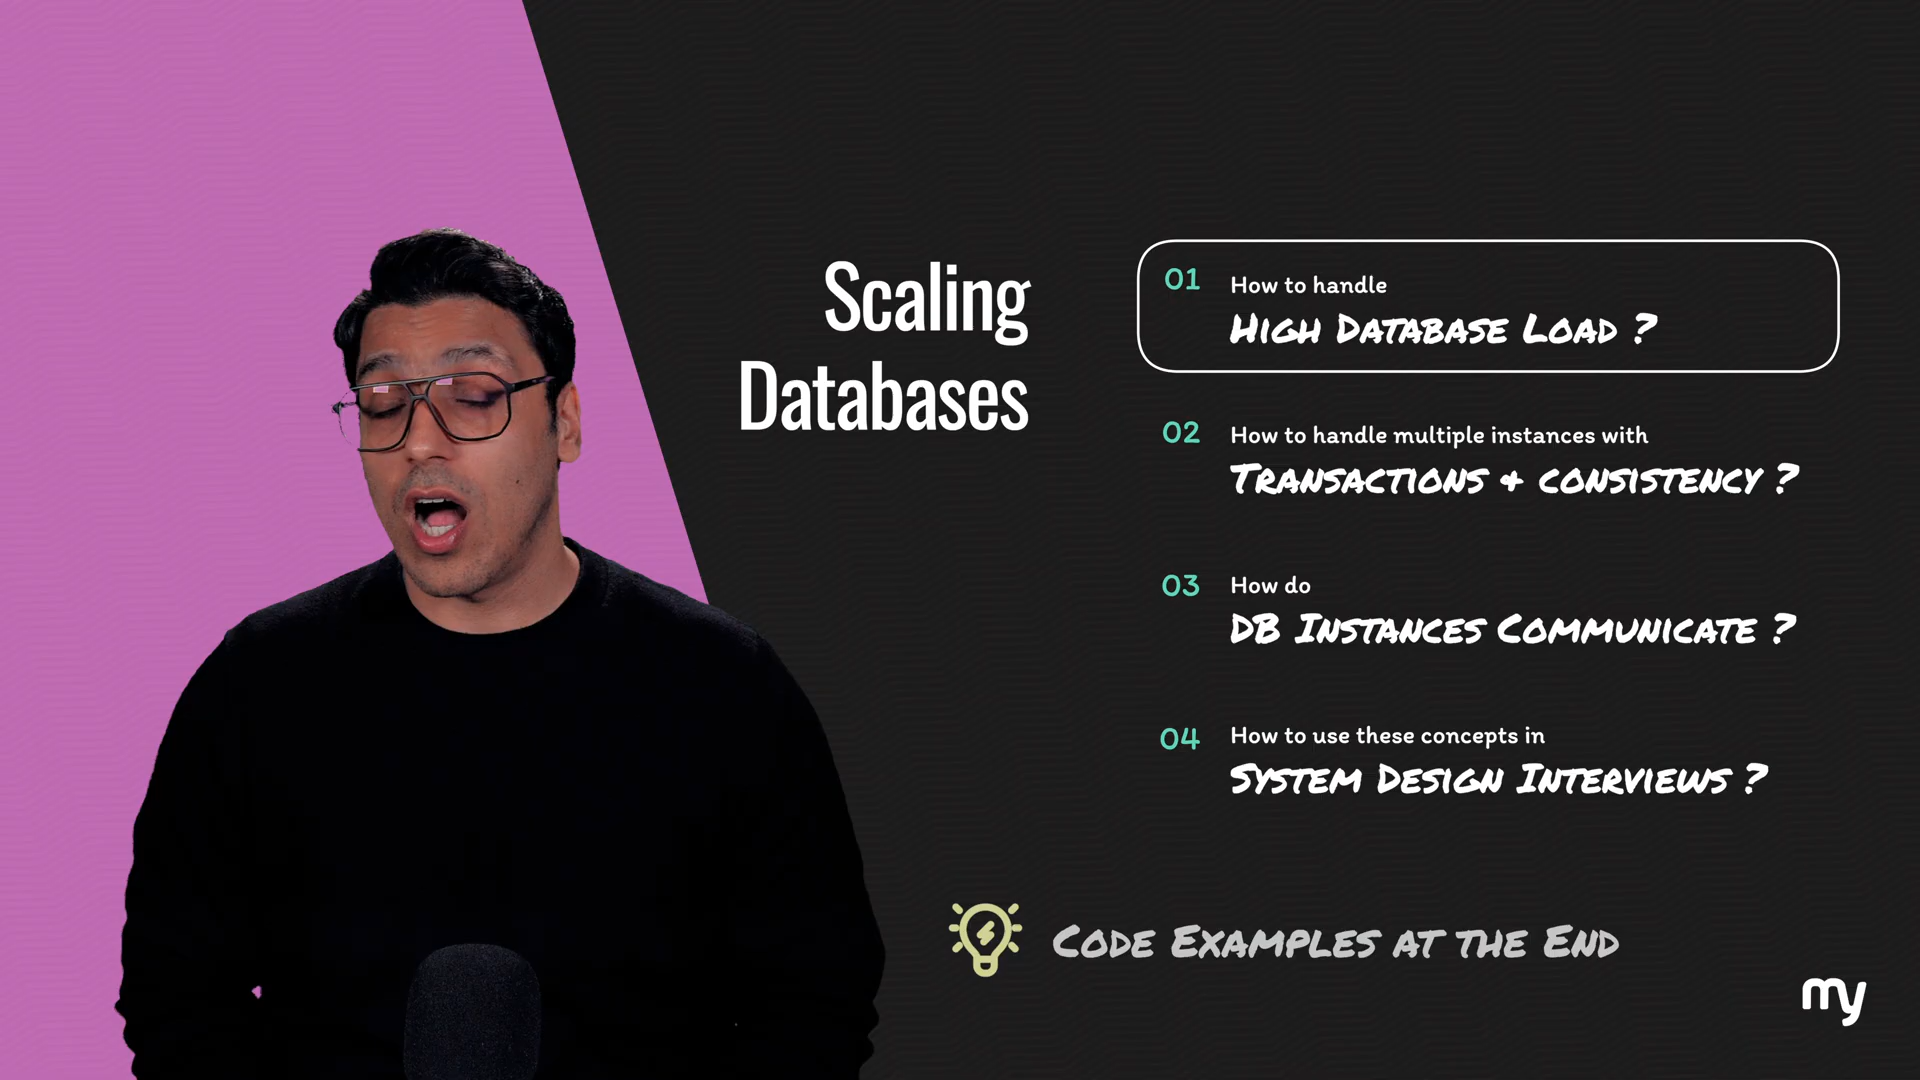 Scaling
Databases
01
How to handle
HIGH DATABASE LOAD ?
02
How to handle multiple instances with
TRANSACTIONS & CONSISTENCY ?
03
How do
DB INSTANCES COMMUNICATE ?
04
How to use these concepts in
SYSTEM DESIGN INTERVIEWS ?
CODE EXAMPLES AT THE END
my